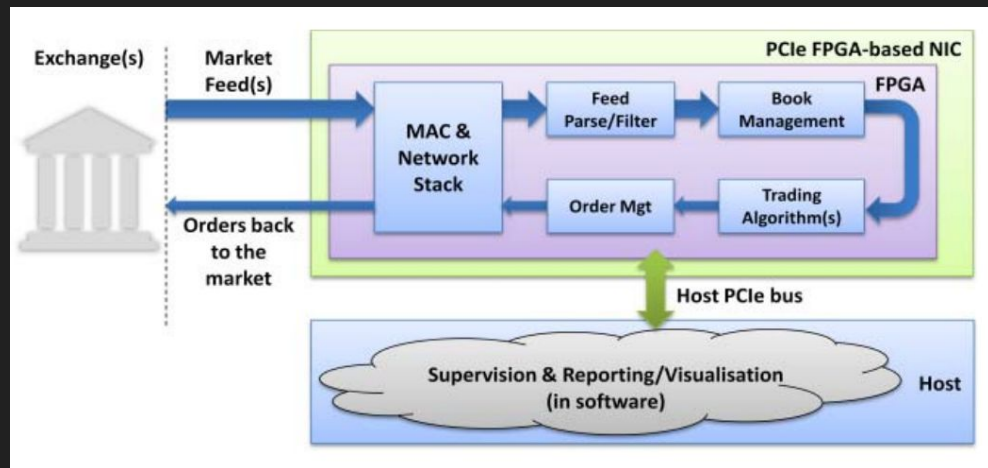 Exchange(s)
Market
Feed(s)
PCIe FPGA-based NIC
FPGA
MAC &
Network
Stack
Feed
Parse/Filter
Book
Management
Order Mgt
Trading
Algorithm(s)
Orders back
to the
market
Host PCIe bus
Supervision & Reporting/Visualisation
(in software)
Host